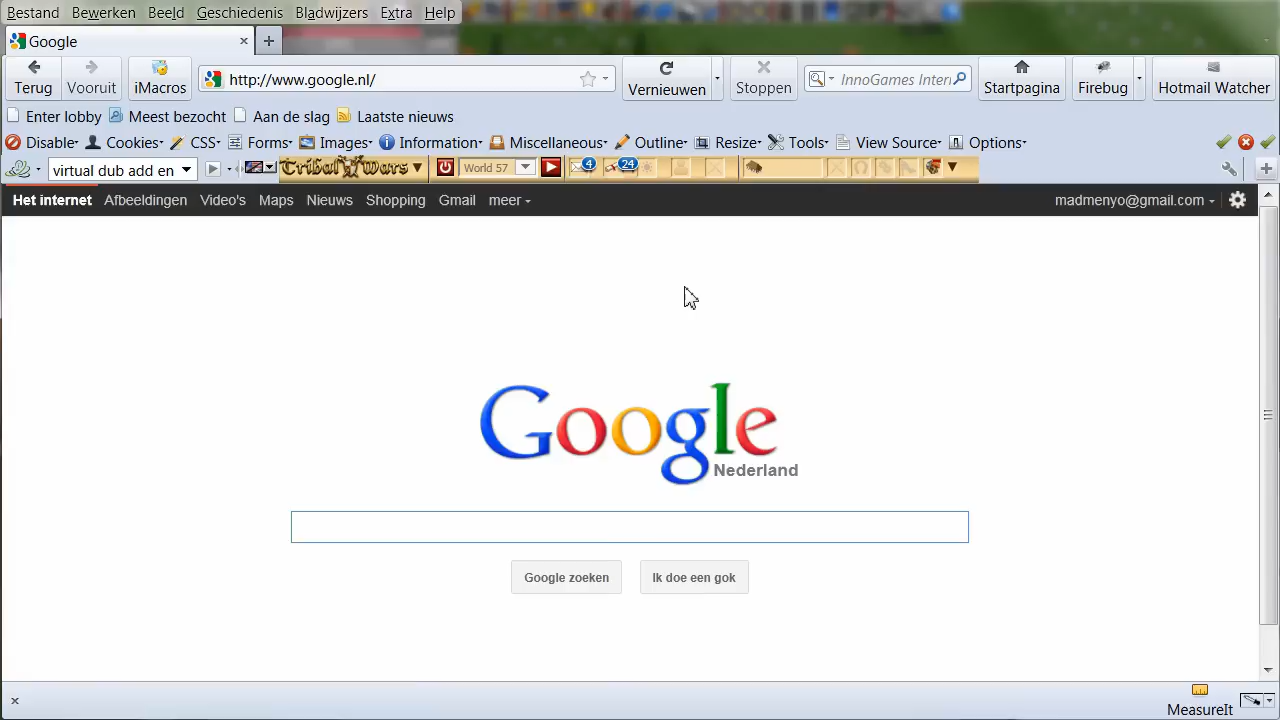 Bestand Bewerken Beeld Geschiedenis Bladwijzers Extra Help
Google
Terug Vooruit iMacros http://www.google.nl/ Vernieuwen Stoppen InnoGames Intern Startpagina Firebug Hotmail Watcher
Enter lobby Meest bezocht Aan de slag Laatste nieuws
Disable Cookies CSS Forms Images Information Miscellaneous Outline Resize Tools View Source Options
virtual dub add en Tribal Wars World 57 4 24
Het internet Afbeeldingen Video's Maps Nieuws Shopping Gmail meer madmenyo@gmail.com
Google
Nederland
Google zoeken Ik doe een gok
MeasureIt